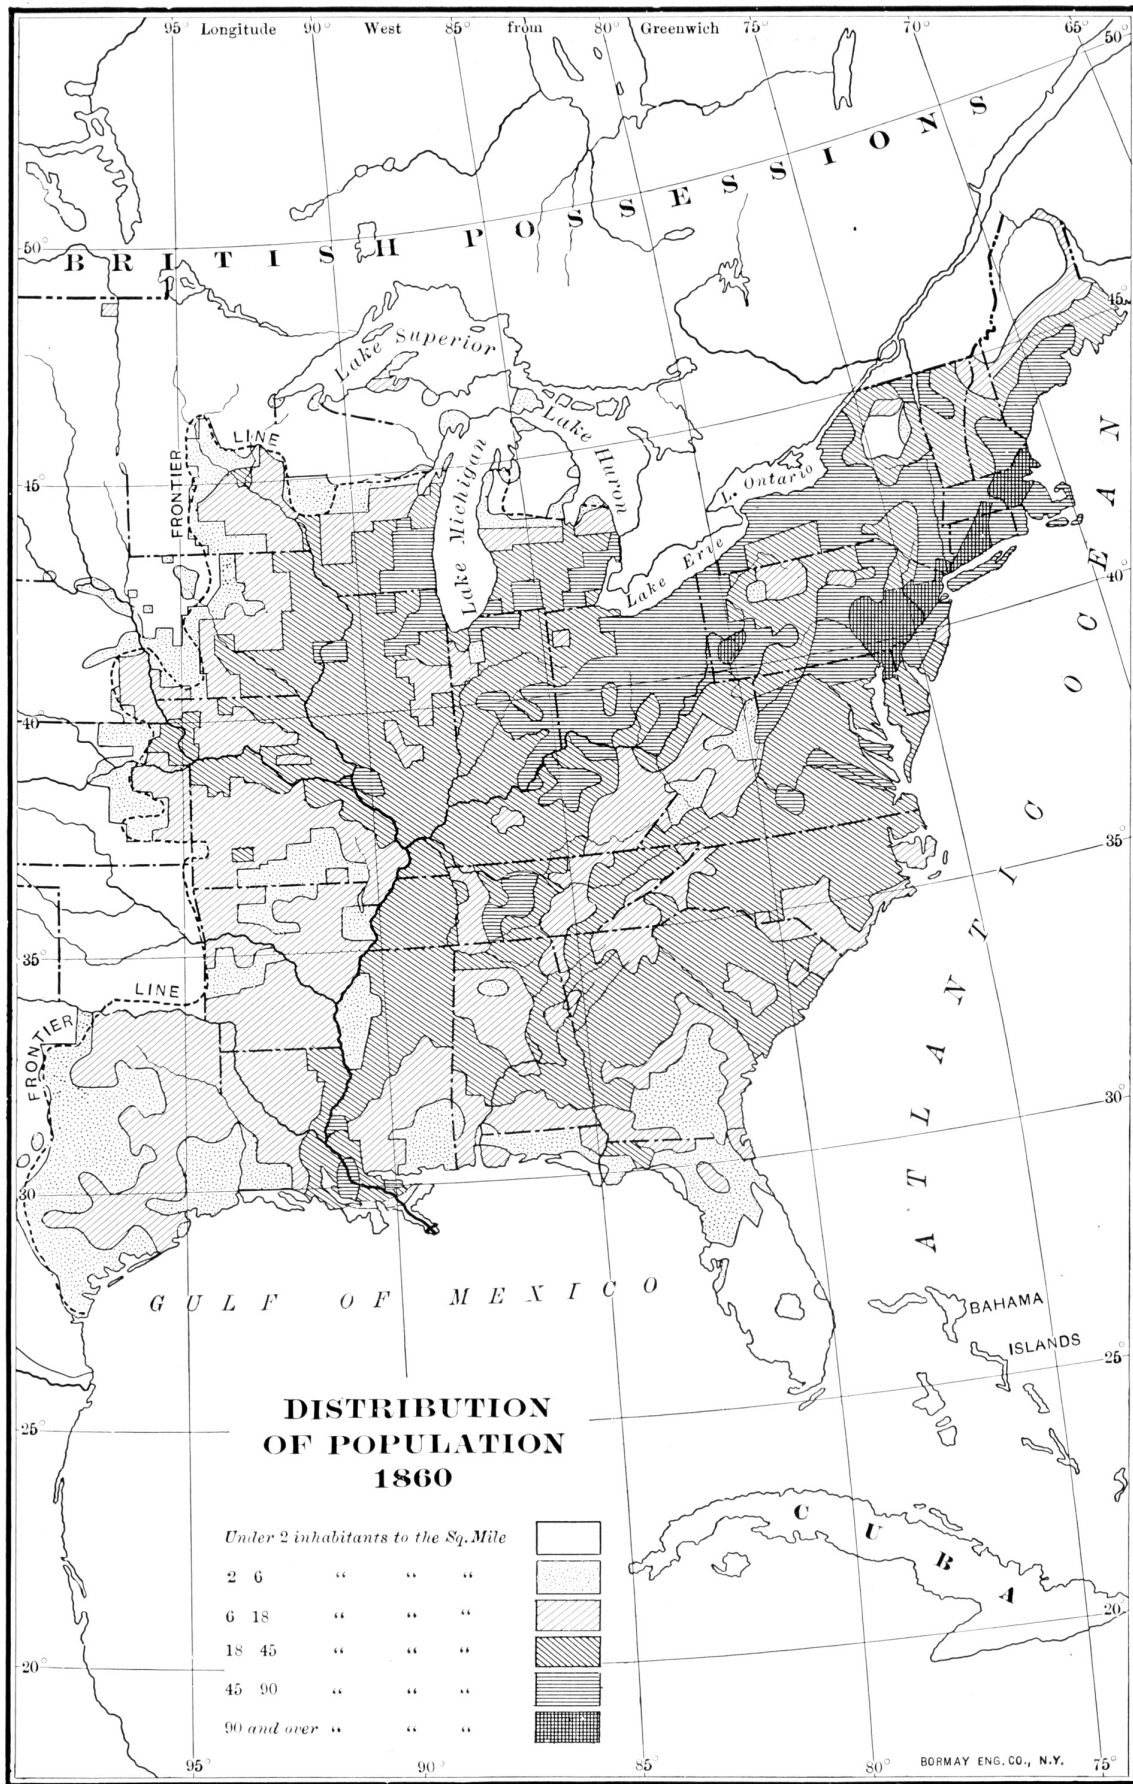 95° Longitude 90° West 85° from 80° Greenwich 75° 70° 65°
50°
BRITISH POSSESSIONS
50°
45°
Lake Superior
LINE
Lake Huron
Lake Michigan
FRONTIER
L. Ontario
45°
Lake Erie
40°
40°
ATLANTIC OCEAN
35°
35°
LINE
FRONTIER
30°
30°
GULF OF MEXICO
BAHAMA
ISLANDS
25°
25°
DISTRIBUTION
OF POPULATION
1860
CUBA
Under 2 inhabitants to the Sq. Mile
2 6 “ “ “
6 18 “ “ “
18 45 “ “ “
45 90 “ “ “
90 and over “ “ “
20°
20°
95° 90° 85° 80° 75°
BORMAY ENG. CO., N.Y.